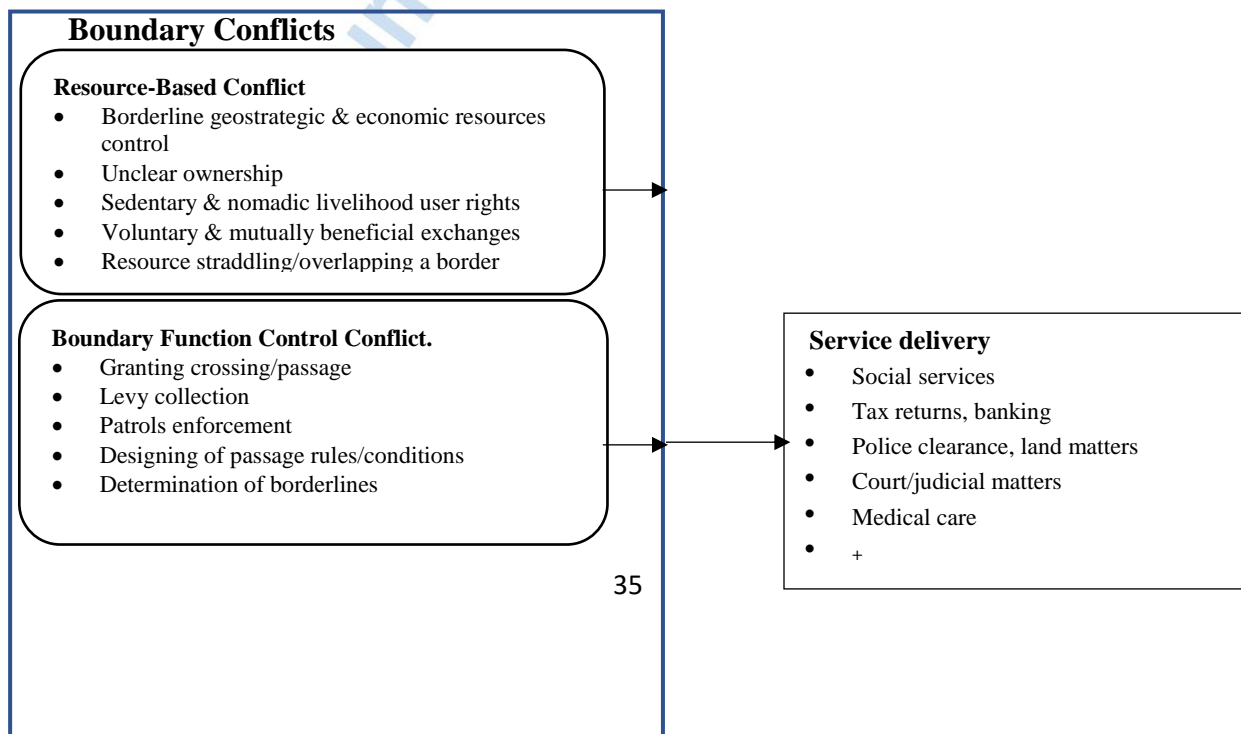 Boundary Conflicts
Resource-Based Conflict
• Borderline geostrategic & economic resources
control
• Unclear ownership
• Sedentary & nomadic livelihood user rights
• Voluntary & mutually beneficial exchanges
• Resource straddling/overlapping a border
Boundary Function Control Conflict.
• Granting crossing/passage
• Levy collection
• Patrols enforcement
• Designing of passage rules/conditions
• Determination of borderlines
Service delivery
• Social services
• Tax returns, banking
• Police clearance, land matters
• Court/judicial matters
• Medical care
• +
35